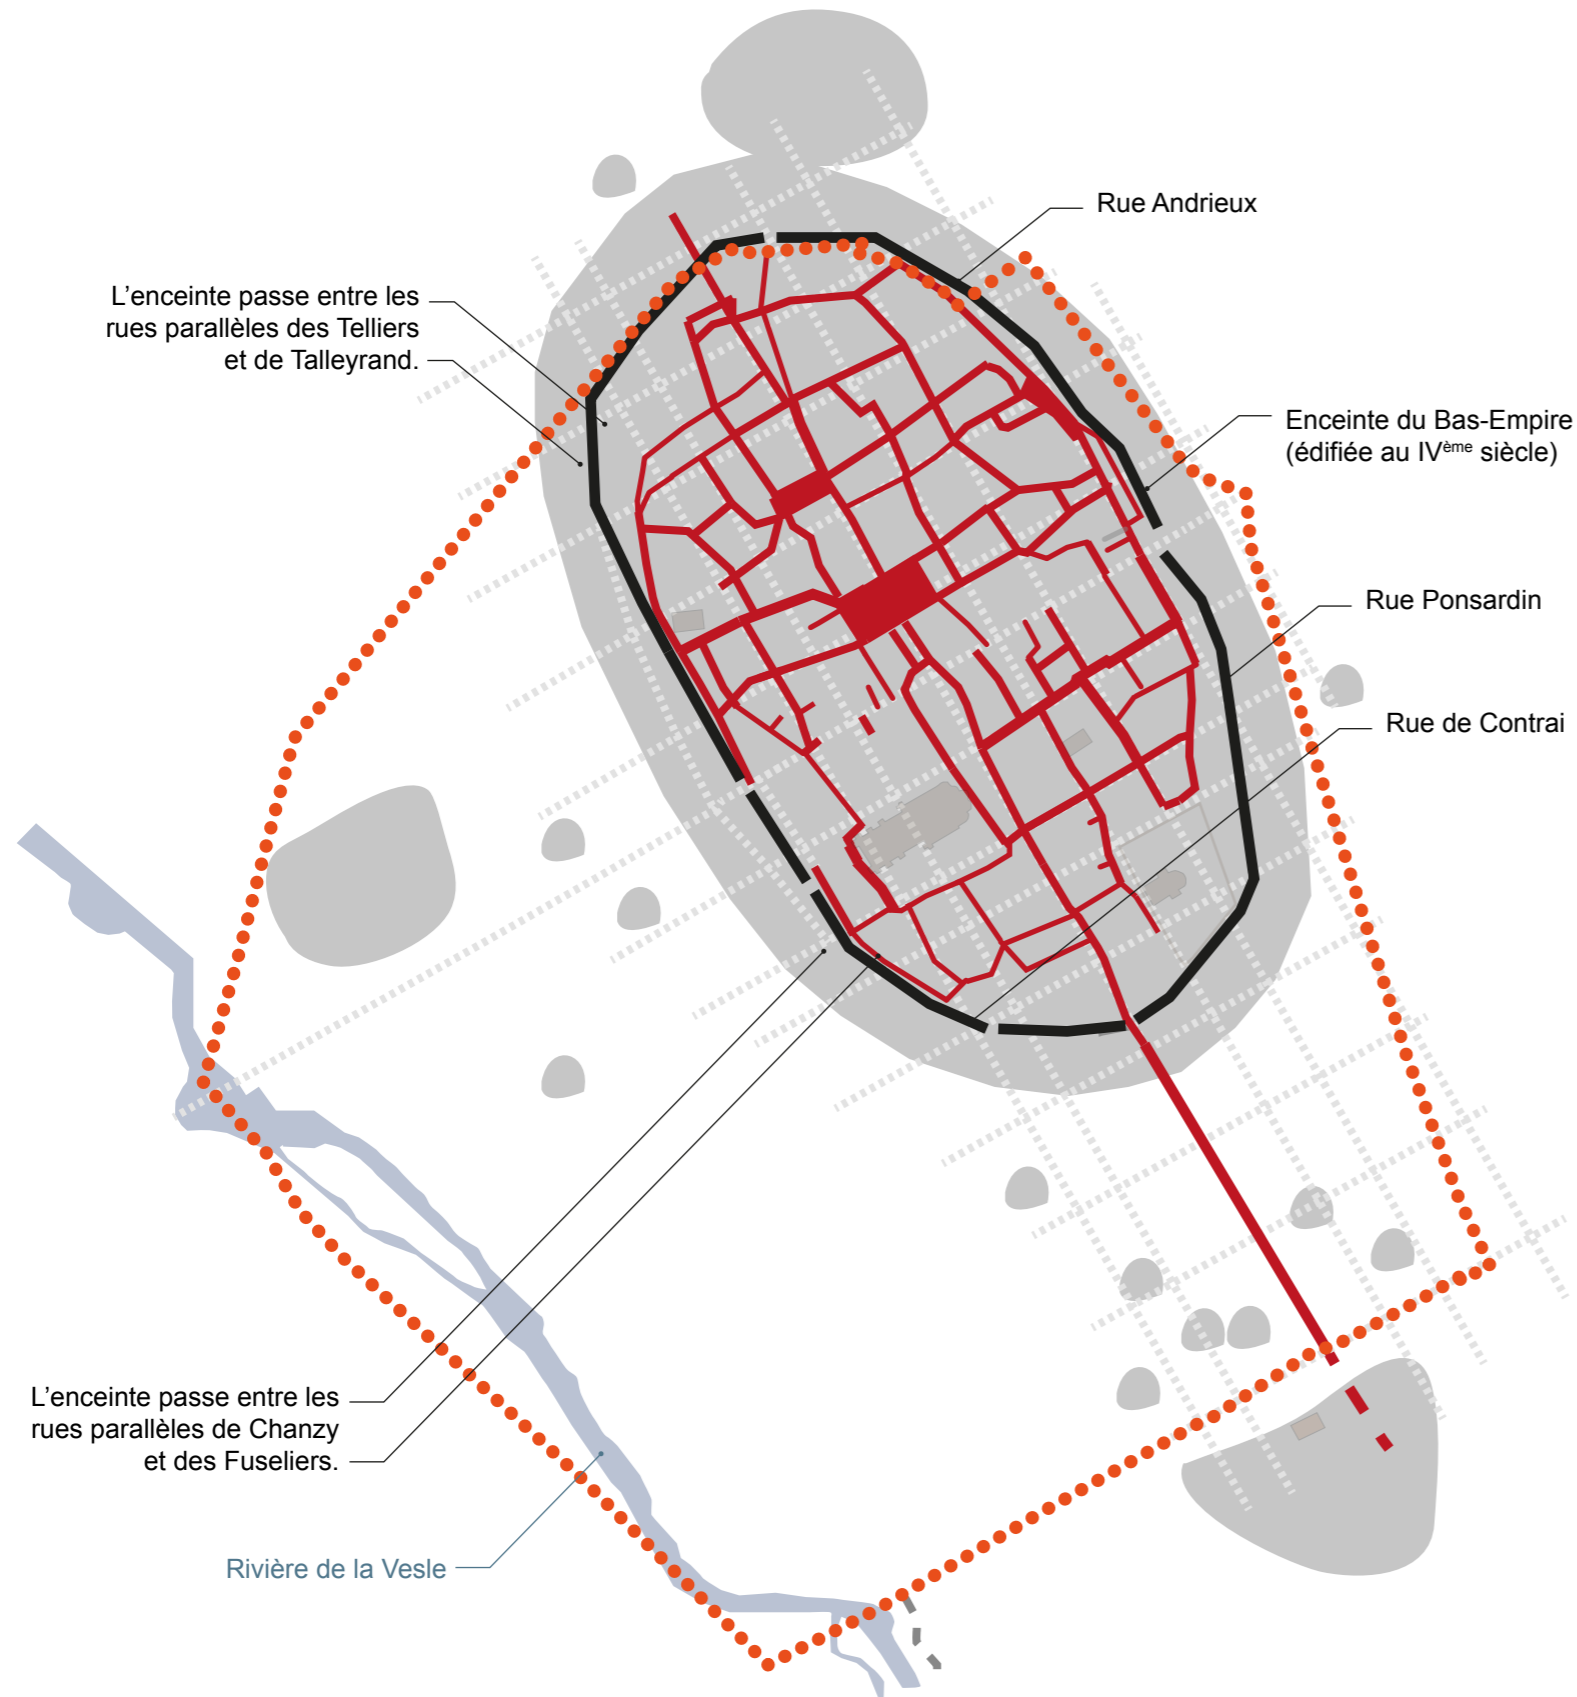 Rue Andrieux
L'enceinte passe entre les
rues parallèles des Telliers
et de Talleyrand.
Enceinte du Bas-Empire
(édifiée au IVème siècle)
Rue Ponsardin
Rue de Contrai
L'enceinte passe entre les
rues parallèles de Chanzy
et des Fuseliers.
Rivière de la Vesle